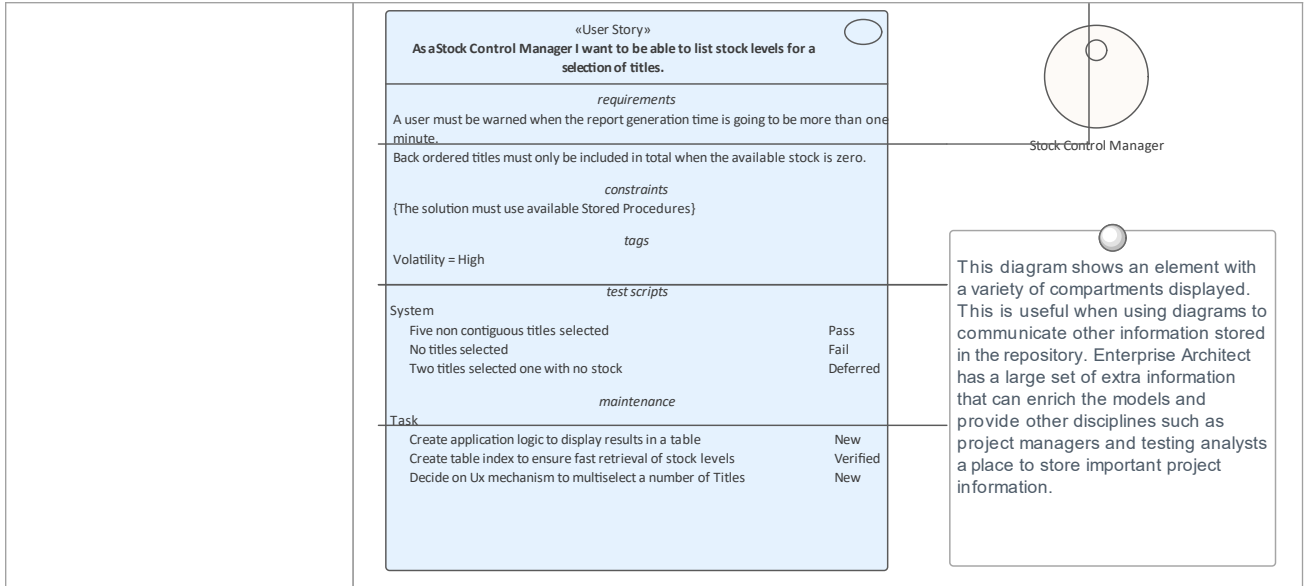 «User Story»
As a Stock Control Manager I want to be able to list stock levels for a
selection of titles.
requirements
A user must be warned when the report generation time is going to be more than one
minute.
Back ordered titles must only be included in total when the available stock is zero.
constraints
{The solution must use available Stored Procedures}
tags
Volatility = High
test scripts
System
Five non contiguous titles selected Pass
No titles selected Fail
Two titles selected one with no stock Deferred
maintenance
Task
Create application logic to display results in a table New
Create table index to ensure fast retrieval of stock levels Verified
Decide on Ux mechanism to multiselect a number of Titles New
Stock Control Manager
This diagram shows an element with
a variety of compartments displayed.
This is useful when using diagrams to
communicate other information stored
in the repository. Enterprise Architect
has a large set of extra information
that can enrich the models and
provide other disciplines such as
project managers and testing analysts
a place to store important project
information.